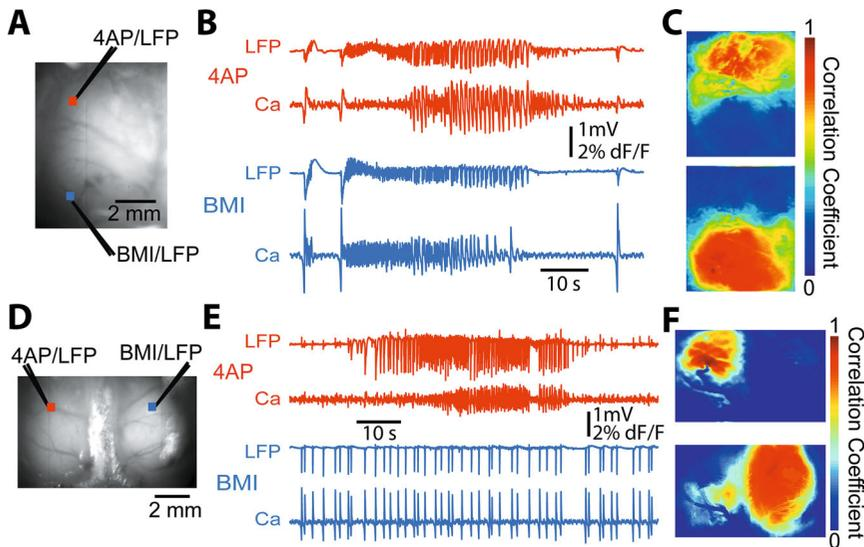 A
4AP/LFP
2 mm
BMI/LFP
B
LFP
4AP
Ca
1mV
2% dF/F
LFP
BMI
Ca
10 s
C
1
Correlation Coefficient
0
D
4AP/LFP
BMI/LFP
2 mm
E
LFP
4AP
Ca
10 s
1mV
2% dF/F
LFP
BMI
Ca
F
1
Correlation Coefficient
0